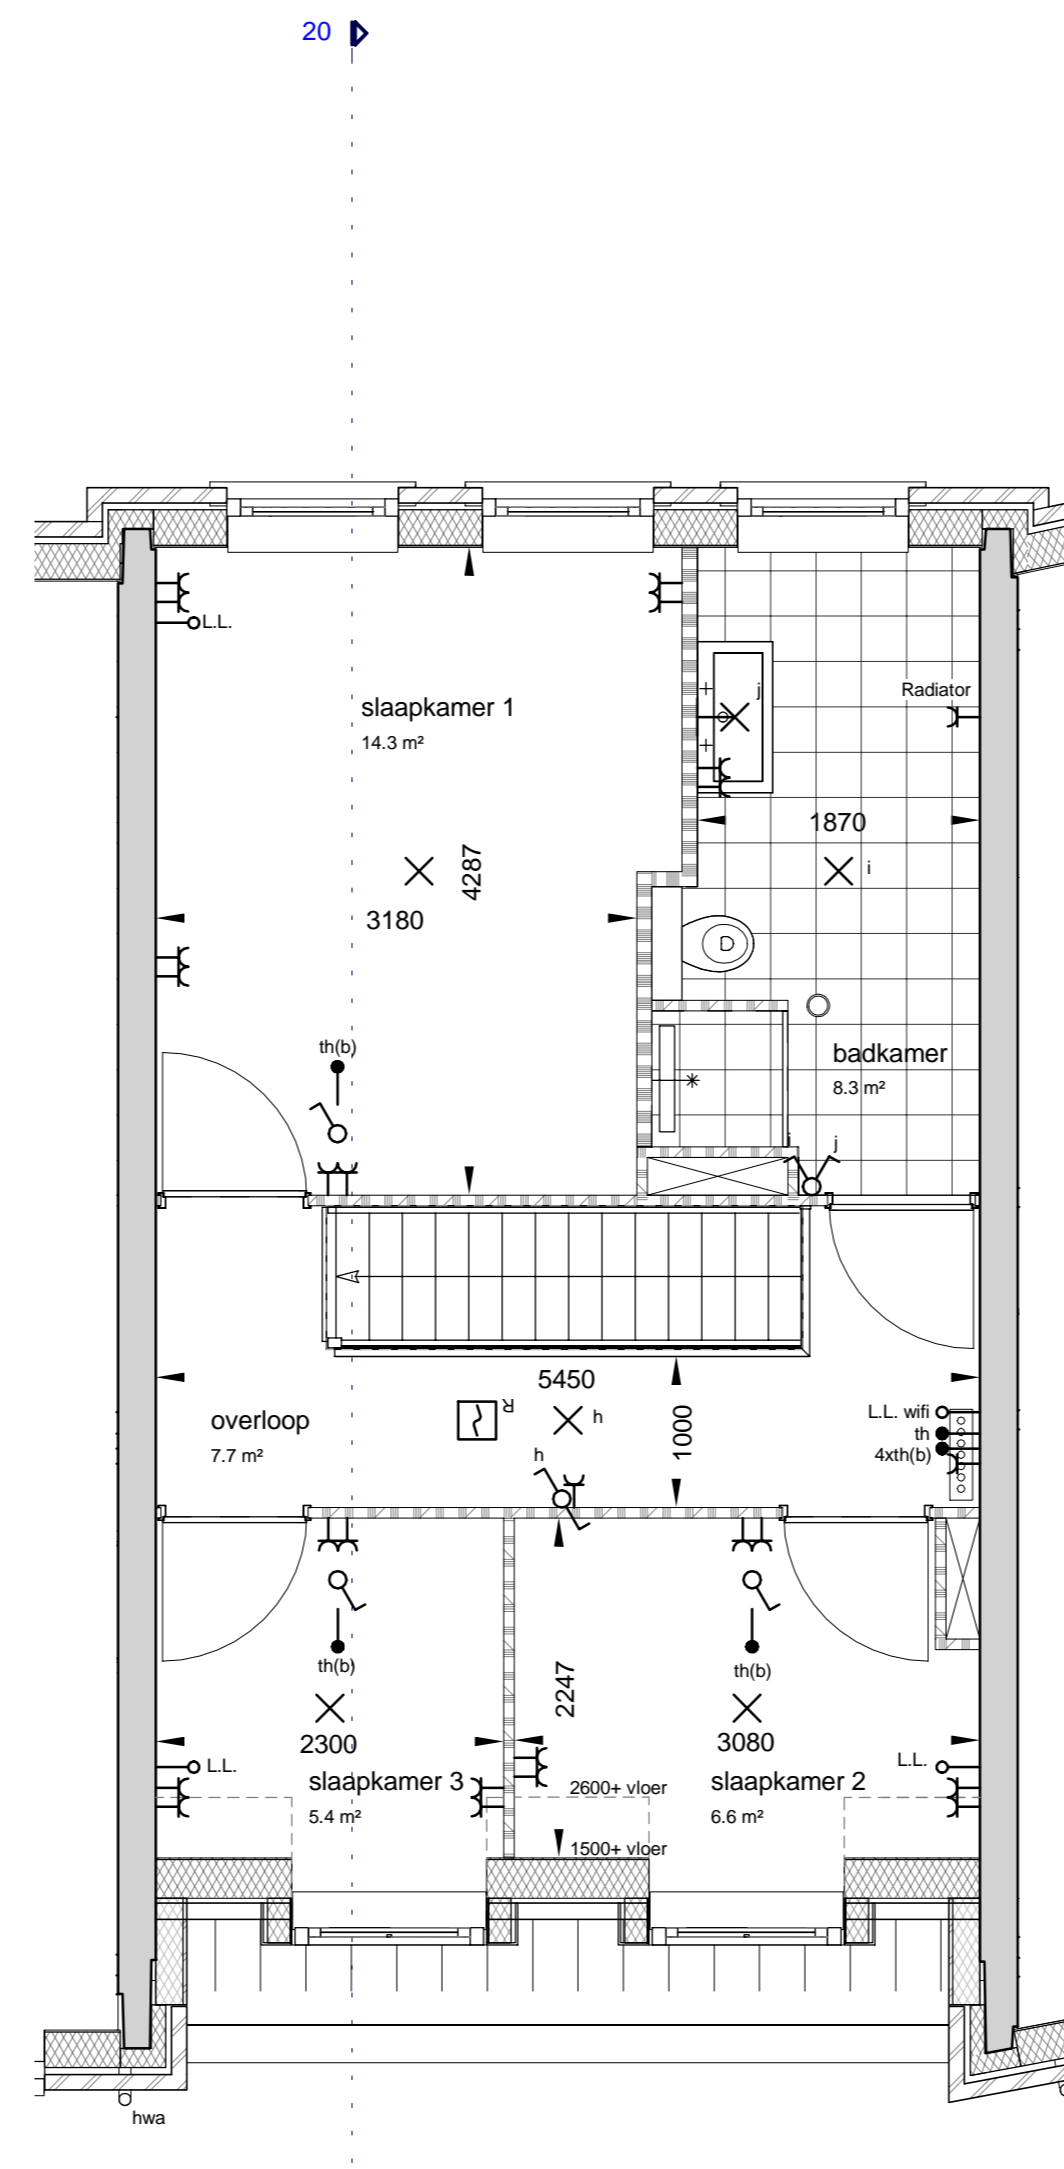 20
L.L.
slaapkamer 1
14.3 m²
j
Radiator
1870
i
4287
3180
D
th(b)
badkamer
8.3 m²
i
j
5450
overloop
7.7 m²
R
h
h
1000
L.L. wifi
th
4xth(b)
th(b)
th(b)
2247
2300
3080
L.L.
L.L.
slaapkamer 3
5.4 m²
2600+ vloer
slaapkamer 2
6.6 m²
1500+ vloer
hwa